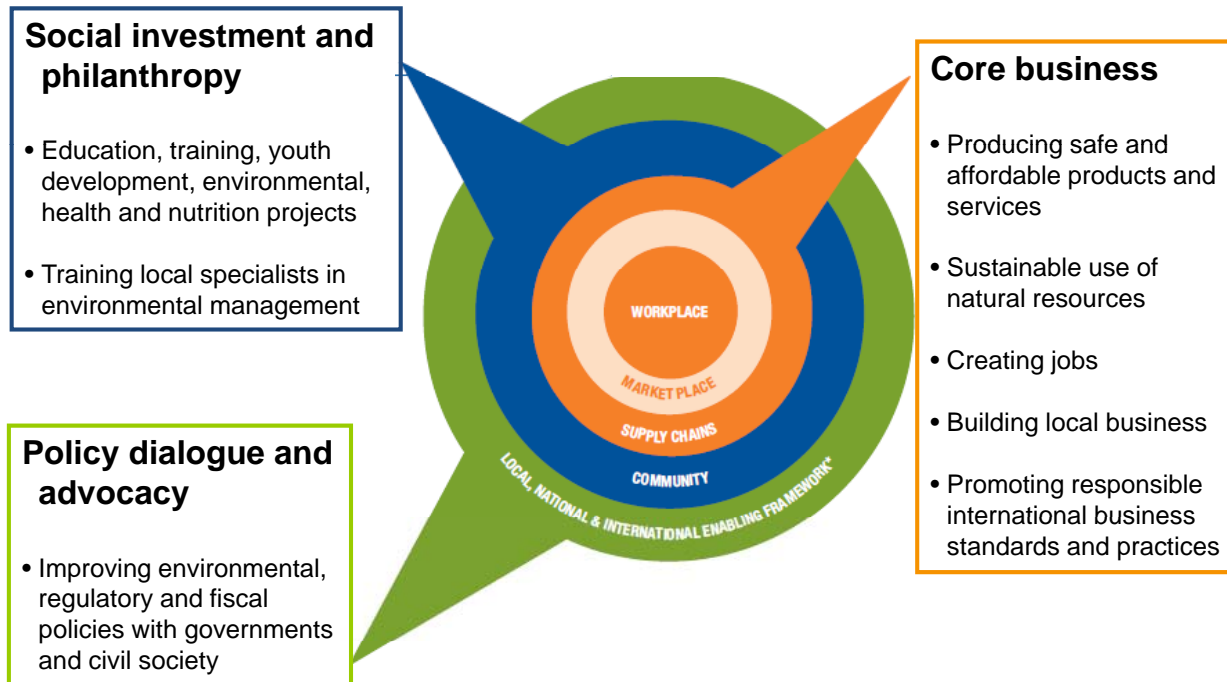 Social investment and
philanthropy
• Education, training, youth
development, environmental,
health and nutrition projects
• Training local specialists in
environmental management
Policy dialogue and
advocacy
• Improving environmental,
regulatory and fiscal
policies with governments
and civil society
WORKPLACE
MARKET PLACE
SUPPLY CHAINS
COMMUNITY
LOCAL, NATIONAL & INTERNATIONAL ENABLING FRAMEWORK*
Core business
• Producing safe and
affordable products and
services
• Sustainable use of
natural resources
• Creating jobs
• Building local business
• Promoting responsible
international business
standards and practices